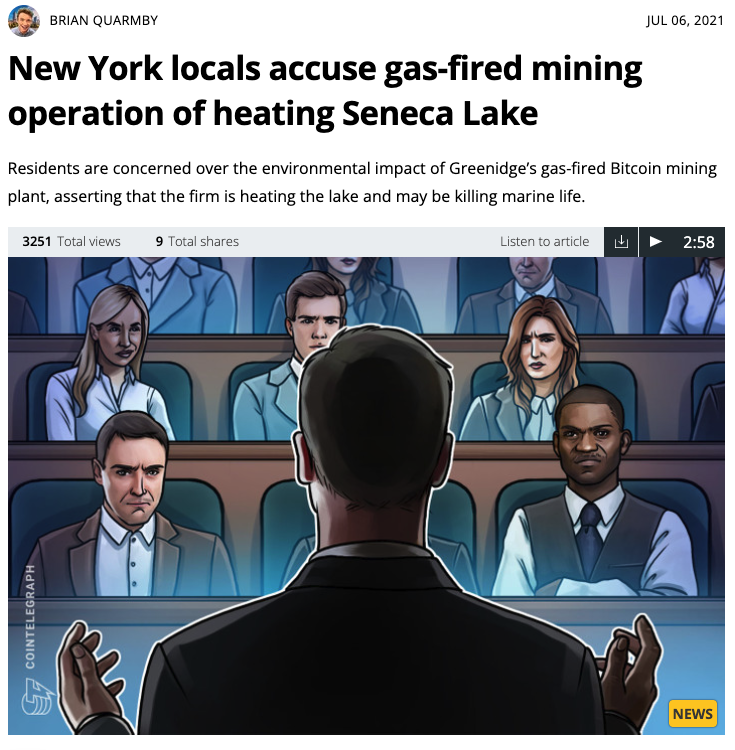 BRIAN QUARMBY
JUL 06, 2021
New York locals accuse gas-fired mining
operation of heating Seneca Lake
Residents are concerned over the environmental impact of Greenidge’s gas-fired Bitcoin mining
plant, asserting that the firm is heating the lake and may be killing marine life.
3251 Total views 9 Total shares Listen to article 2:58
COINTELEGRAPH
NEWS